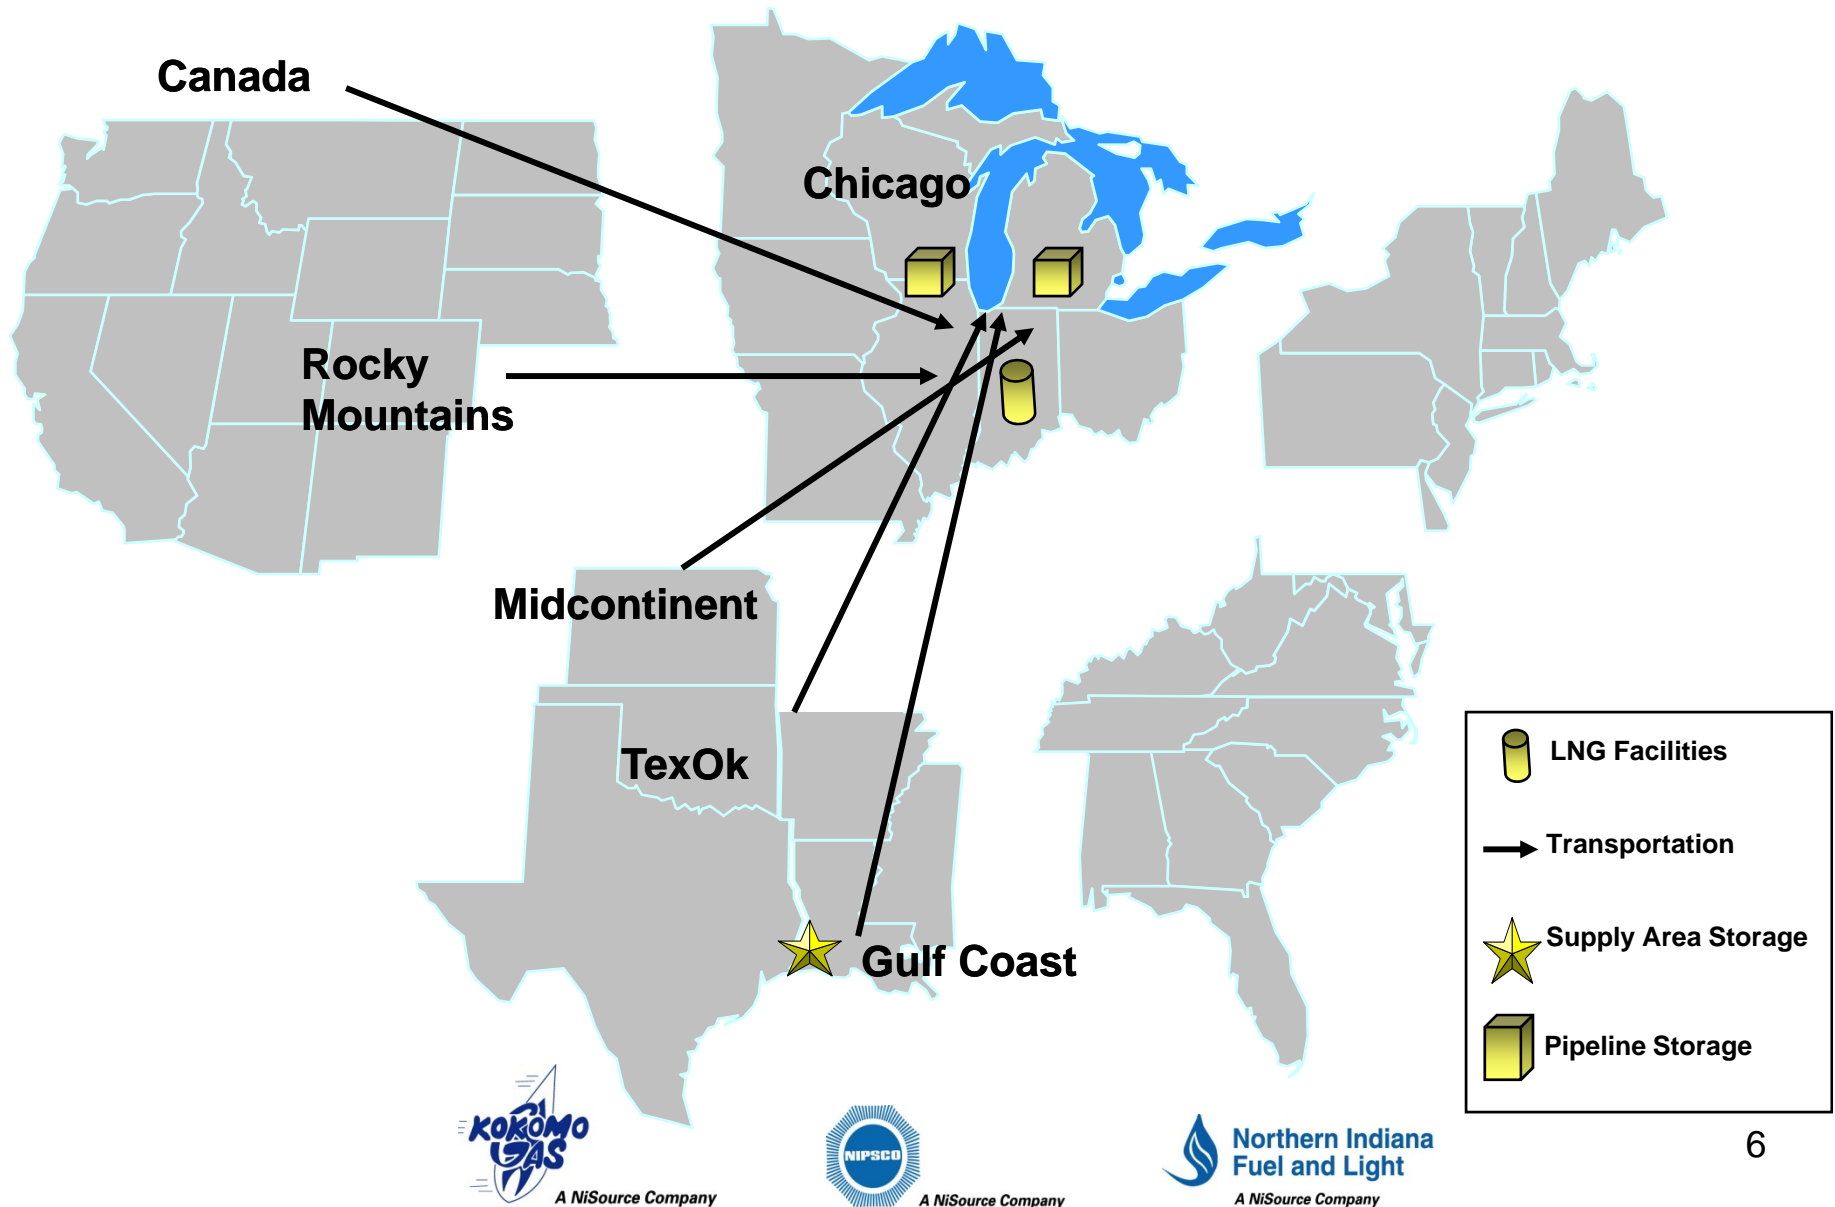 Canada
Chicago
Rocky
Mountains
Midcontinent
TexOk
Gulf Coast
LNG Facilities
Transportation
Supply Area Storage
Pipeline Storage
KOKOMO
GAS
A NiSource Company
NIPSCO
A NiSource Company
Northern Indiana
Fuel and Light
A NiSource Company
6